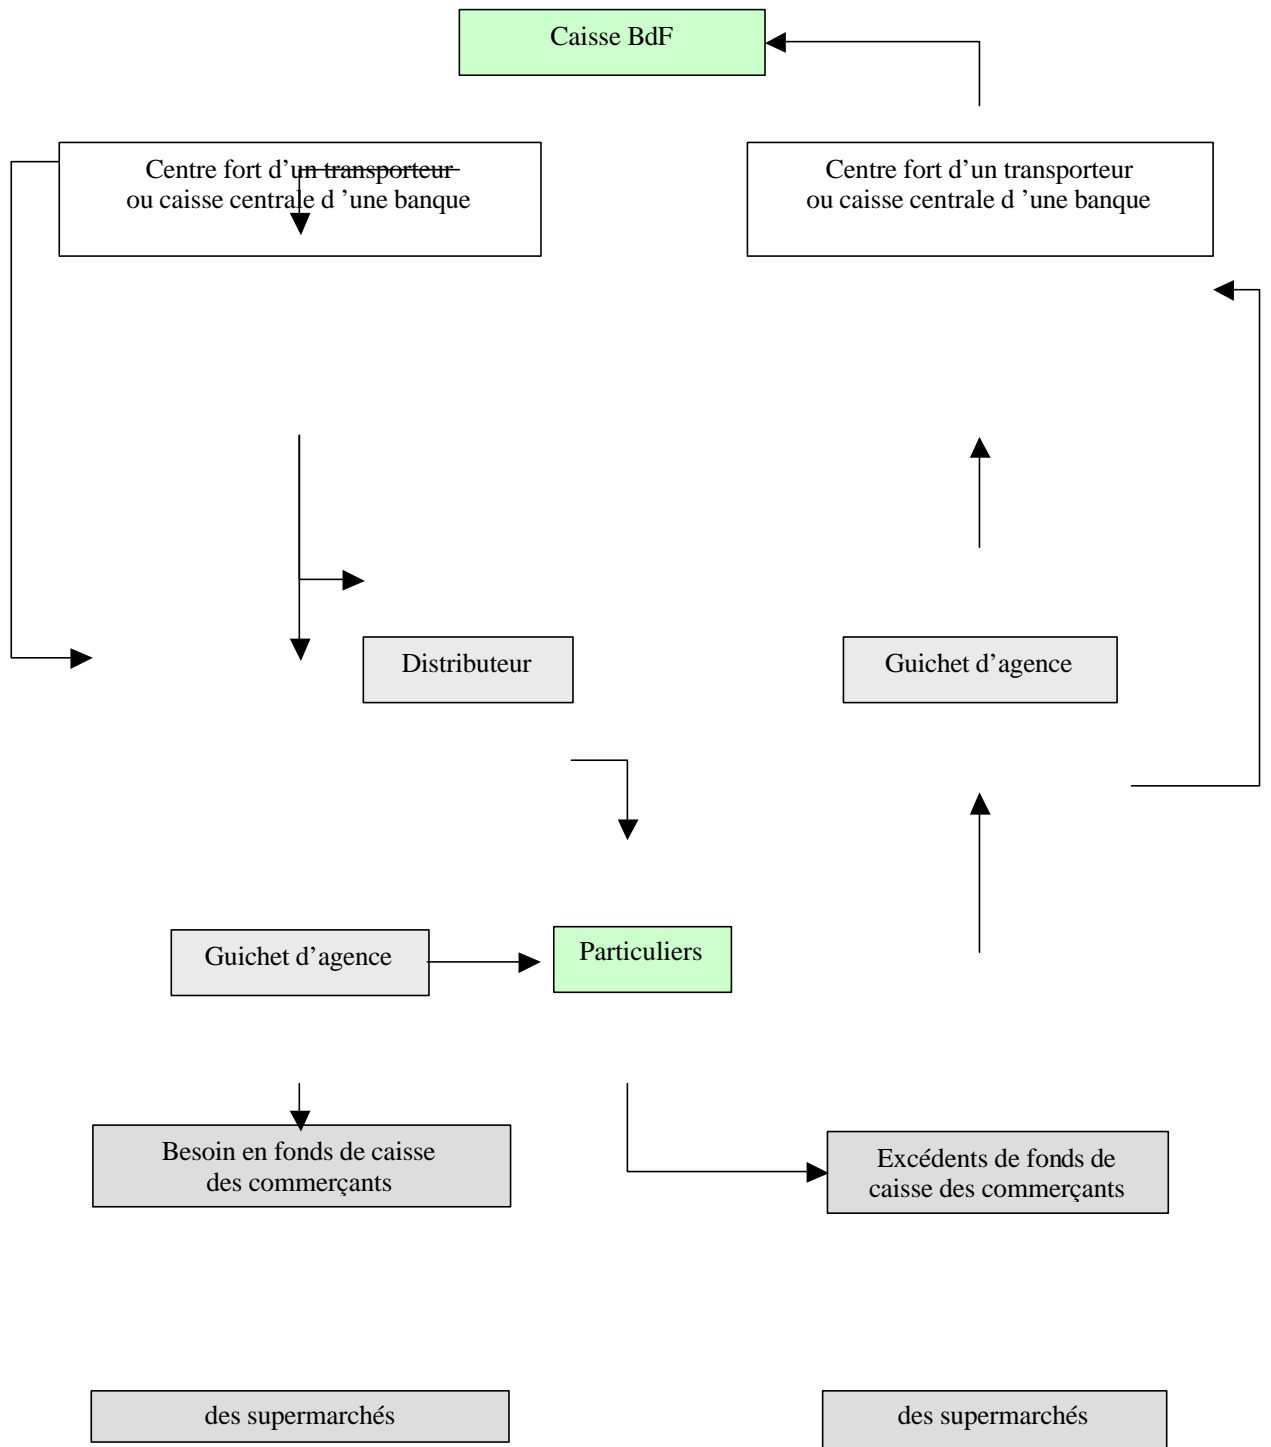 Caisse BdF
Centre fort d’un transporteur
ou caisse centrale d ’une banque
Centre fort d’un transporteur
ou caisse centrale d ’une banque
Distributeur
Guichet d’agence
Guichet d’agence
Particuliers
Besoin en fonds de caisse
des commerçants
Excédents de fonds de
caisse des commerçants
des supermarchés
des supermarchés